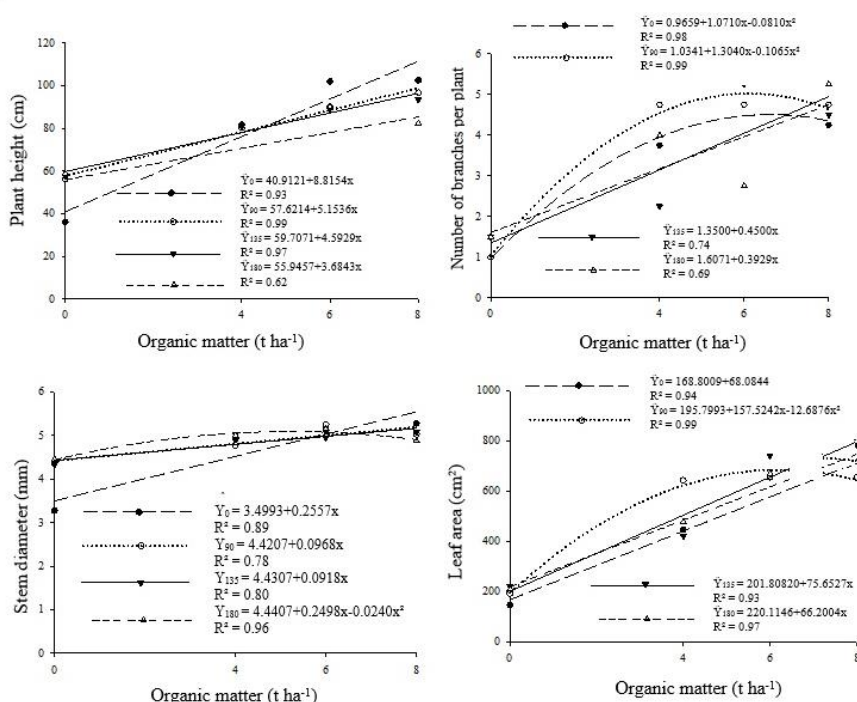 Plant height (cm)
120
100
80
60
40
20
0
Ŷ₀ = 40.9121+8.8154x
R² = 0.93
Ŷ₉₀ = 57.6214+5.1536x
R² = 0.99
Ŷ₁₃₅ = 59.7071+4.5929x
R² = 0.97
Ŷ₁₈₀ = 55.9457+3.6843x
R² = 0.62
0 4 6 8
Organic matter (t ha⁻¹)
Ŷ₀ = 0.9659+1.0710x-0.0810x²
R² = 0.98
Ŷ₉₀ = 1.0341+1.3040x-0.1065x²
R² = 0.99
Number of branches per plant
6
5
4
3
2
1
0
Ŷ₁₃₅ = 1.3500+0.4500x
R² = 0.74
Ŷ₁₈₀ = 1.6071+0.3929x
R² = 0.69
0 4 6 8
Organic matter (t ha⁻¹)
Stem diameter (mm)
6
5
4
3
2
1
0
Y₀ = 3.4993+0.2557x
R² = 0.89
Y₉₀ = 4.4207+0.0968x
R² = 0.78
Y₁₃₅ = 4.4307+0.0918x
R² = 0.80
Y₁₈₀ = 4.4407+0.2498x-0.0240x²
R² = 0.96
0 4 6 8
Organic matter (t ha⁻¹)
Ŷ₀ = 168.8009+68.0844
R² = 0.94
Ŷ₉₀ = 195.7993+157.5242x-12.6876x²
R² = 0.99
Leaf area (cm²)
1000
800
600
400
200
0
Ŷ₁₃₅ = 201.80820+75.6527x
R² = 0.93
Ŷ₁₈₀ = 220.1146+66.2004x
R² = 0.97
0 4 6 8
Organic matter (t ha⁻¹)